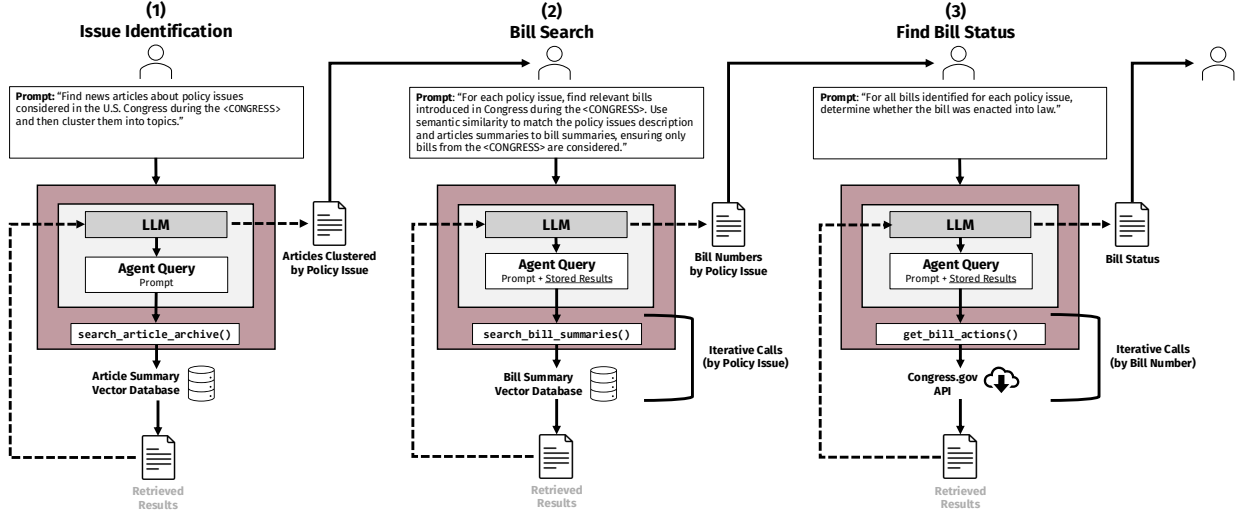 (1)
Issue Identification
Prompt: “Find news articles about policy issues
considered in the U.S. Congress during the <CONGRESS>
and then cluster them into topics.”
LLM
Agent Query
Prompt
search_article_archive()
Article Summary
Vector Database
Retrieved
Results
Articles Clustered
by Policy Issue
(2)
Bill Search
Prompt: “For each policy issue, find relevant bills
introduced in Congress during the <CONGRESS>. Use
semantic similarity to match the policy issues description
and articles summaries to bill summaries, ensuring only
bills from the <CONGRESS> are considered.”
LLM
Agent Query
Prompt + Stored Results
search_bill_summaries()
Iterative Calls
(by Policy Issue)
Bill Summary
Vector Database
Retrieved
Results
Bill Numbers
by Policy Issue
(3)
Find Bill Status
Prompt: “For all bills identified for each policy issue,
determine whether the bill was enacted into law.”
LLM
Agent Query
Prompt + Stored Results
get_bill_actions()
Iterative Calls
(by Bill Number)
Congress.gov
API
Retrieved
Results
Bill Status